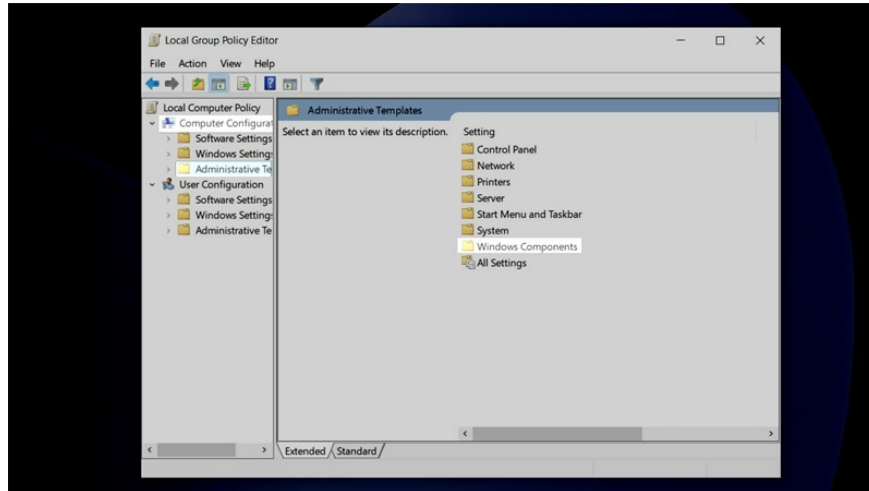 Local Group Policy Editor
File Action View Help
Local Computer Policy
Computer Configurat
Software Settings
Windows Setting
Administrative Te
User Configuration
Software Settings
Windows Setting
Administrative Te
Administrative Templates
Select an item to view its description.
Setting
Control Panel
Network
Printers
Server
Start Menu and Taskbar
System
Windows Components
All Settings
Extended
Standard